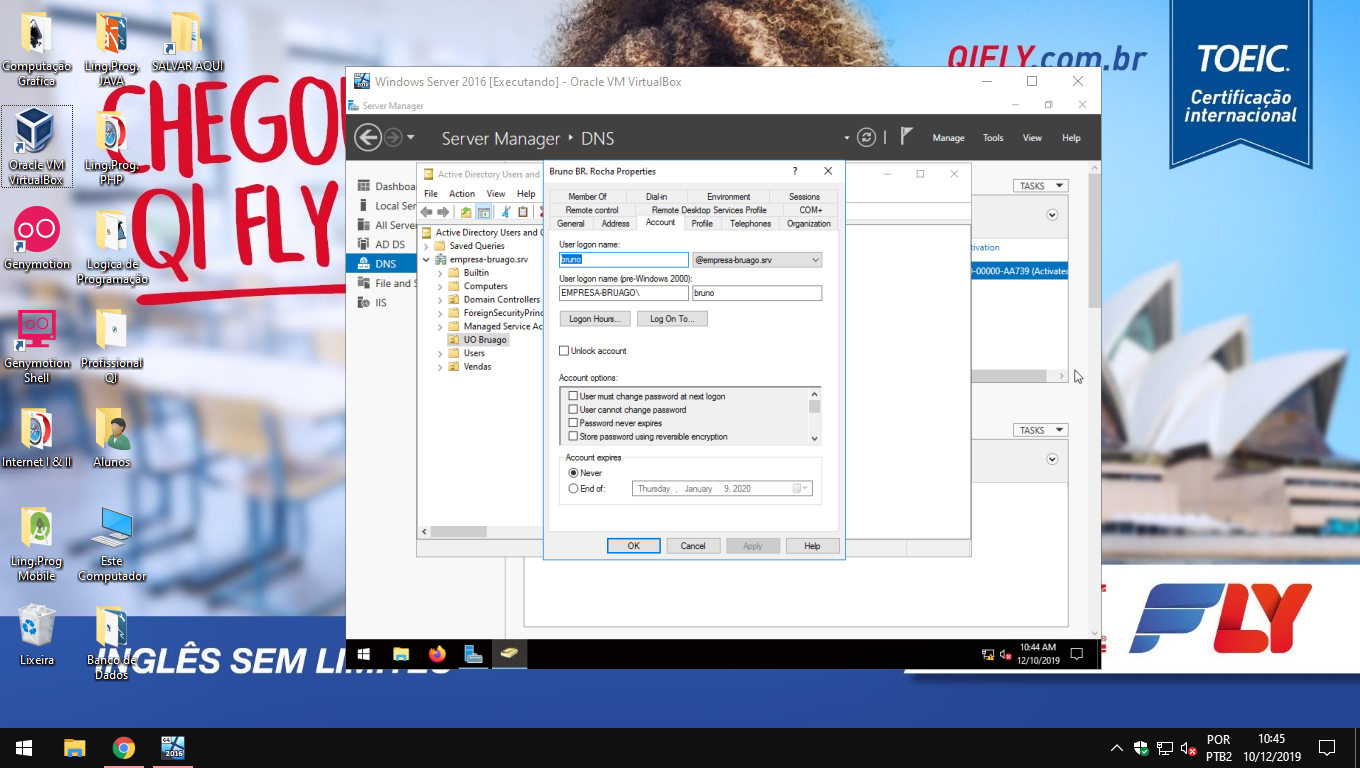 Computação
Gráfica
Ling.Prog.
JAVA
SALVAR AQUI
Oracle VM
VirtualBox
Ling.Prog.
PHP
Genymotion
Logica de
Programação
Genymotion
Shell
Profissional
QI
Internet I & II
Alunos
Ling.Prog
Mobile
Este
Computador
Lixeira
Banco de
Dados
CHEGOU
QI FLY
INGLÊS SEM LIMITES
QIFLY.com.br
TOEIC.
Certificação
internacional
FLY
Windows Server 2016 [Executando] - Oracle VM VirtualBox
Server Manager
Server Manager
DNS
Manage
Tools
View
Help
Local Ser
All Server
AD DS
DNS
File and S
IIS
TASKS
0-00000-AA739 (Activated
TASKS
Active Directory Users and
File
Action
View
Help
Active Directory Users and C
Saved Queries
empresa-bruago.srv
Builtin
Computers
Domain Controllers
ForeignSecurityPrinc
Managed Service Ac
UO Bruago
Users
Vendas
Bruno BR. Rocha Properties
?
Member Of
Dial-in
Environment
Sessions
Remote control
Remote Desktop Services Profile
COM+
General
Address
Account
Profile
Telephones
Organization
User logon name:
bruno
@empresa-bruago.srv
User logon name (pre-Windows 2000):
EMPRESA-BRUAGO\
bruno
Logon Hours...
Log On To...
Unlock account
Account options:
User must change password at next logon
User cannot change password
Password never expires
Store password using reversible encryption
Account expires
Never
End of:
Thursday , January 9, 2020
OK
Cancel
Apply
Help
10:44 AM
12/10/2019
2016
POR
PTB2
10:45
10/12/2019